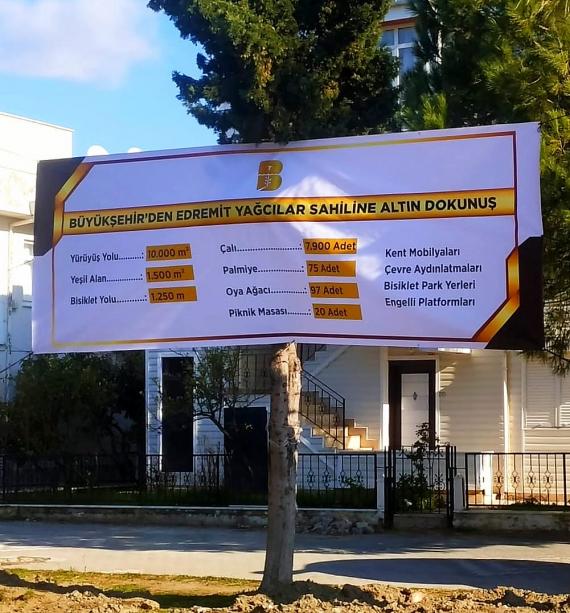 B
BÜYÜKŞEHİR'DEN EDREMİT YAĞCILAR SAHİLİNE ALTIN DOKUNUŞ
Yürüyüş Yolu......: 10.000 m²
Yeşil Alan..........: 1.500 m²
Bisiklet Yolu.......: 1.250 m
Çalı........................: 7.900 Adet
Palmiye................: 75 Adet
Oya Ağacı............: 97 Adet
Piknik Masası......: 20 Adet
Kent Mobilyaları
Çevre Aydınlatmaları
Bisiklet Park Yerleri
Engelli Platformları